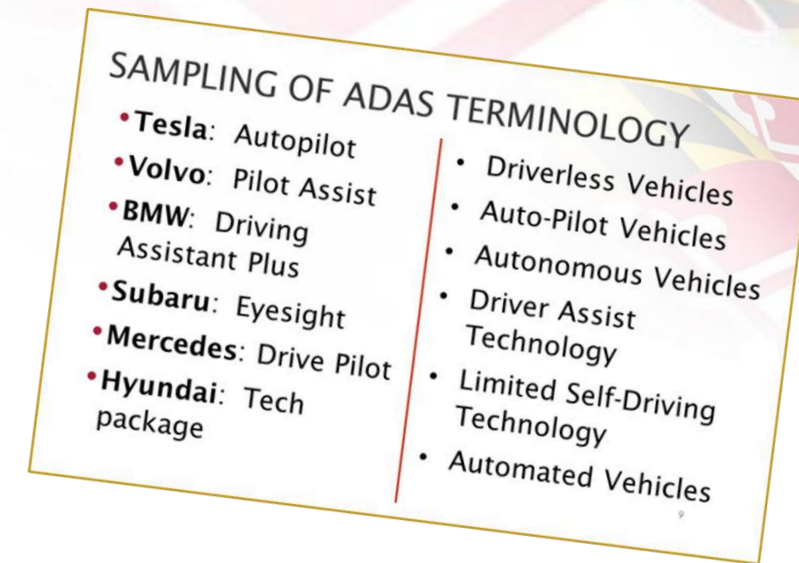 SAMPLING OF ADAS TERMINOLOGY
•Tesla: Autopilot
•Volvo: Pilot Assist
•BMW: Driving
Assistant Plus
•Subaru: Eyesight
•Mercedes: Drive Pilot
•Hyundai: Tech
package
• Driverless Vehicles
• Auto-Pilot Vehicles
• Autonomous Vehicles
• Driver Assist
Technology
• Limited Self-Driving
Technology
• Automated Vehicles
9